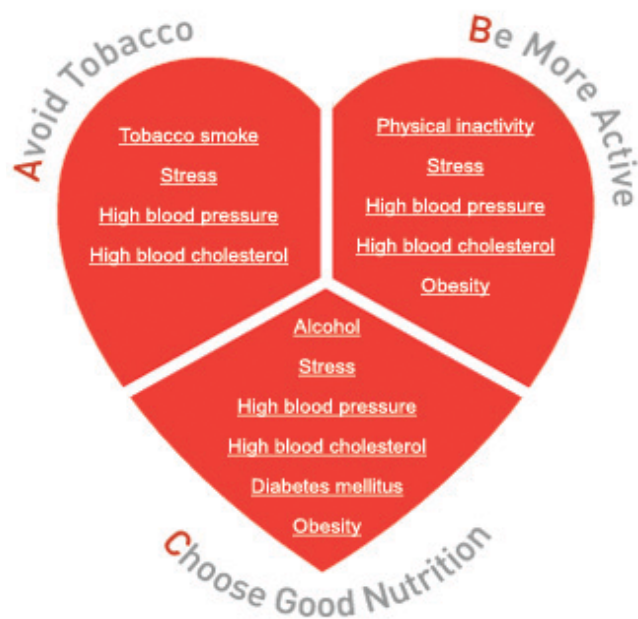 Avoid Tobacco
Tobacco smoke
Stress
High blood pressure
High blood cholesterol
Be More Active
Physical inactivity
Stress
High blood pressure
High blood cholesterol
Obesity
Alcohol
Stress
High blood pressure
High blood cholesterol
Diabetes mellitus
Obesity
Choose Good Nutrition